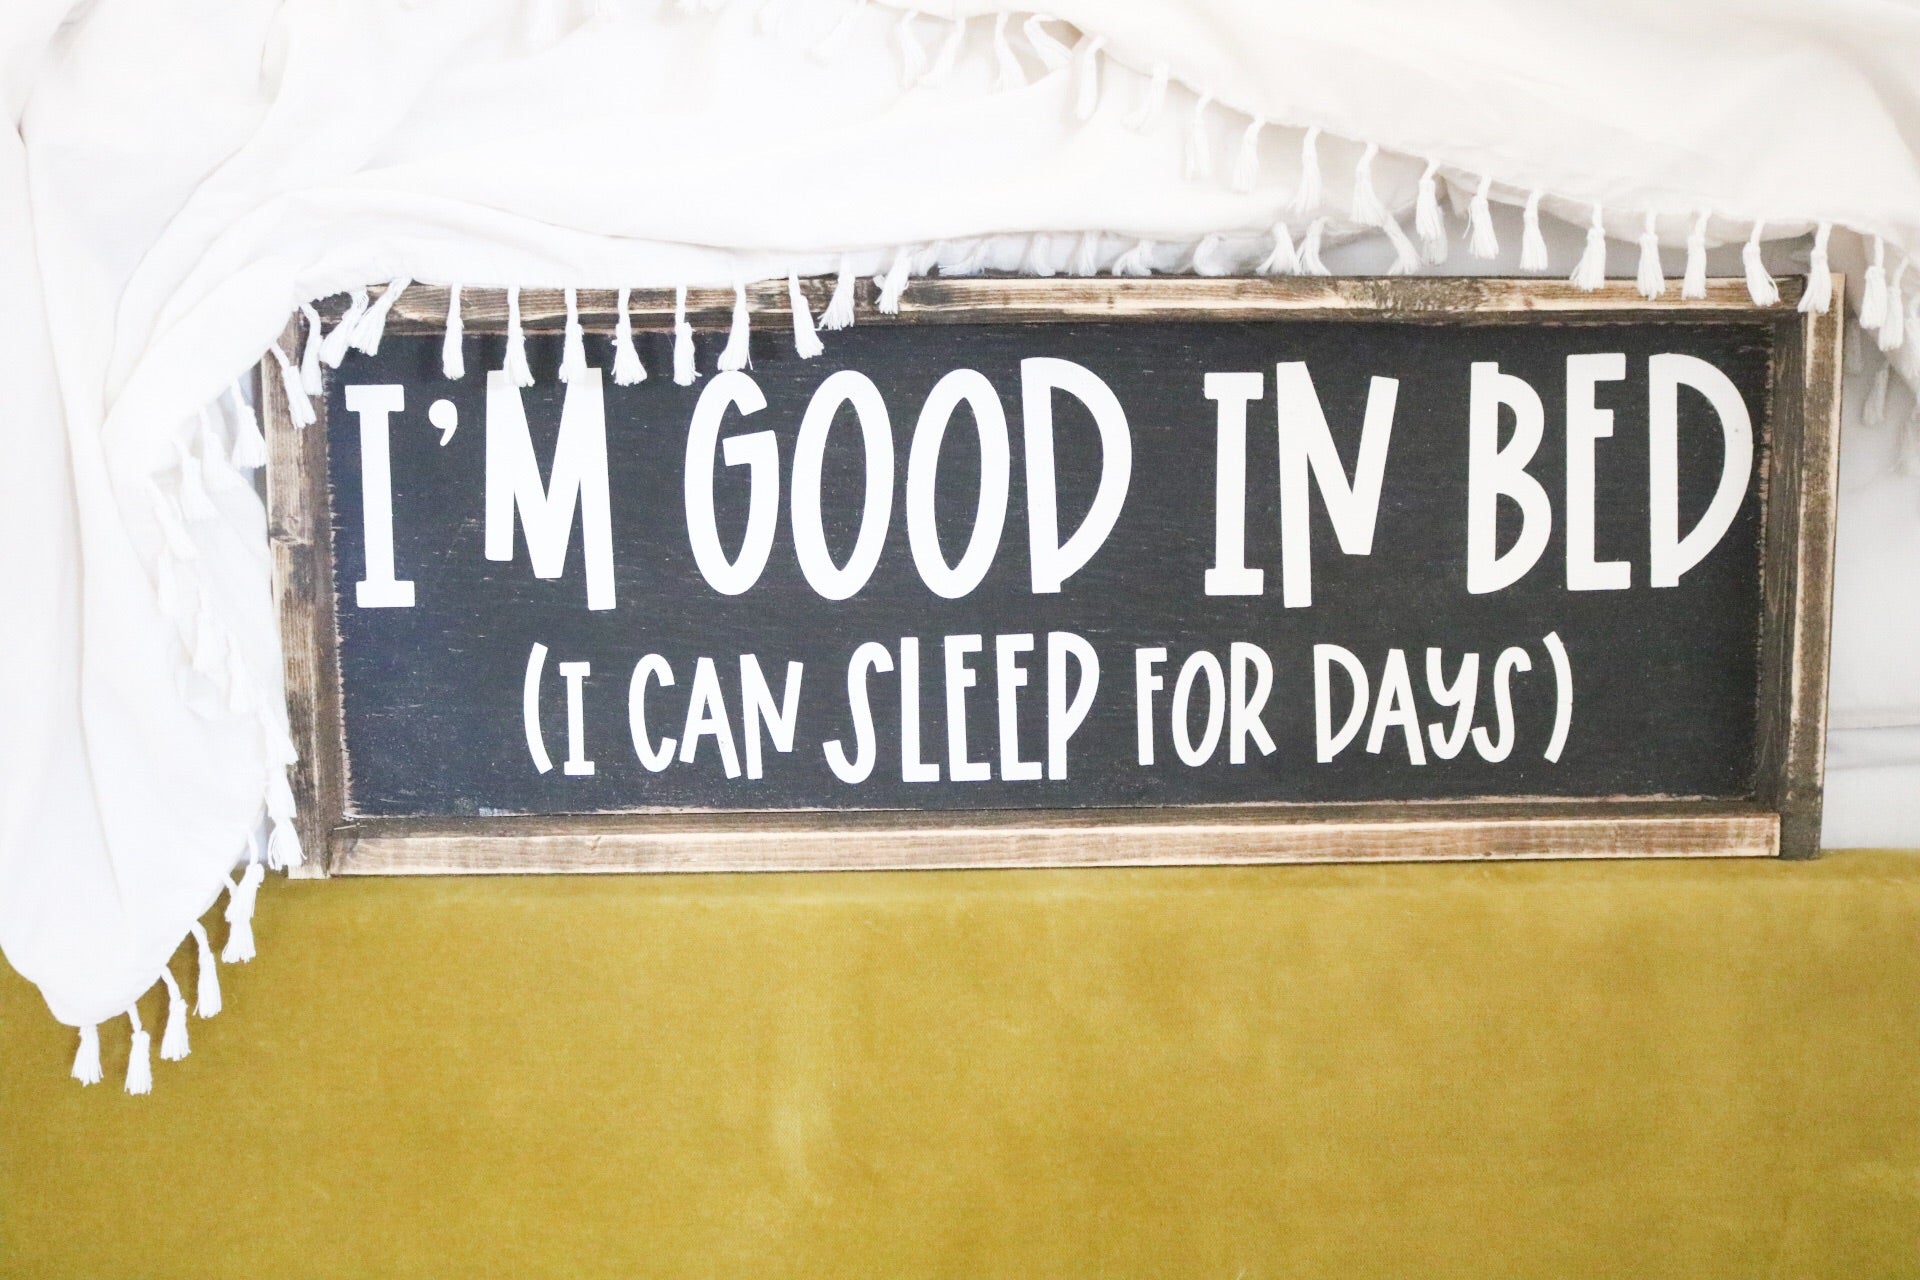 I'M GOOD IN BED
(I CAN SLEEP FOR DAYS)